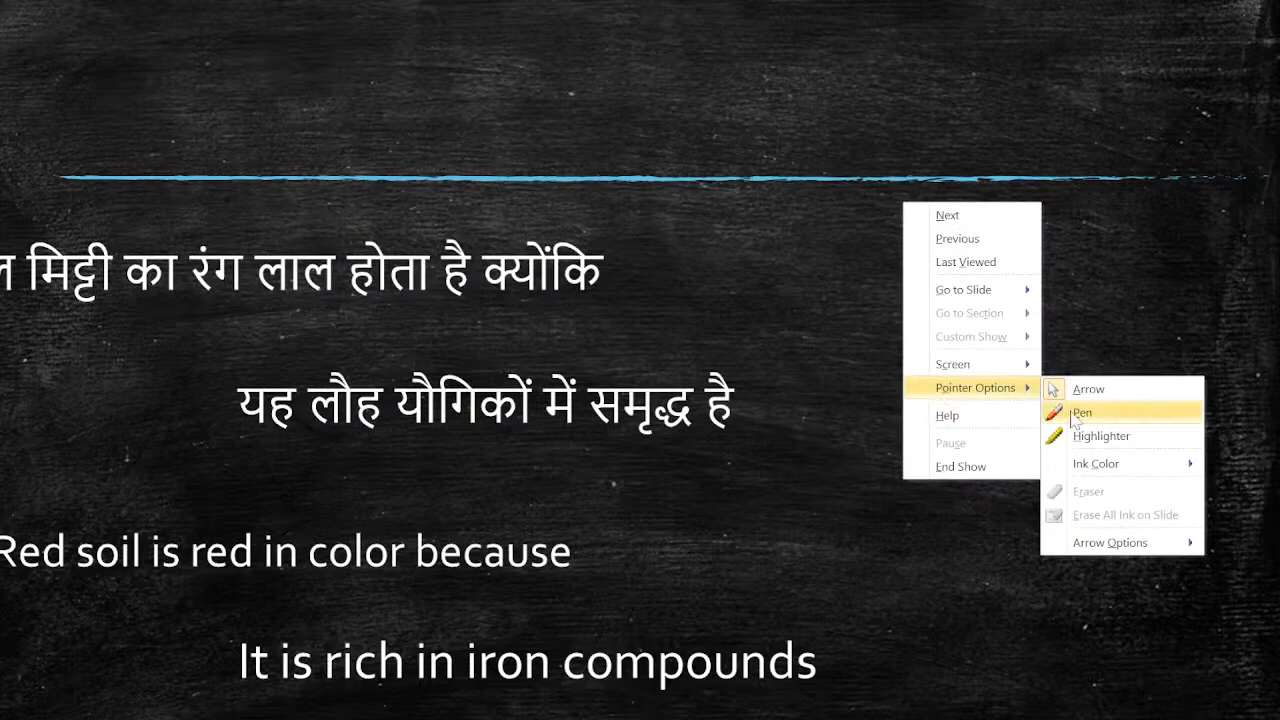 मिट्टी का रंग लाल होता है क्योंकि
यह लौह यौगिकों में समृद्ध है
Red soil is red in color because
It is rich in iron compounds
Next
Previous
Last Viewed
Go to Slide
Go to Section
Custom Show
Screen
Pointer Options
Help
Pause
End Show
Arrow
Pen
Highlighter
Ink Color
Eraser
Erase All Ink on Slide
Arrow Options